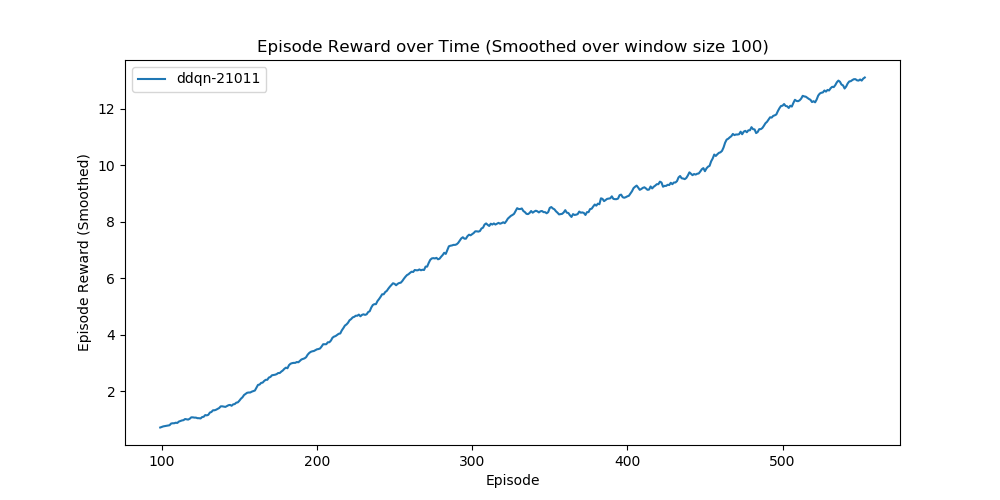 Episode Reward over Time (Smoothed over window size 100)
ddqn-21011
Episode Reward (Smoothed)
12
10
8
6
4
2
100 200 300 400 500
Episode